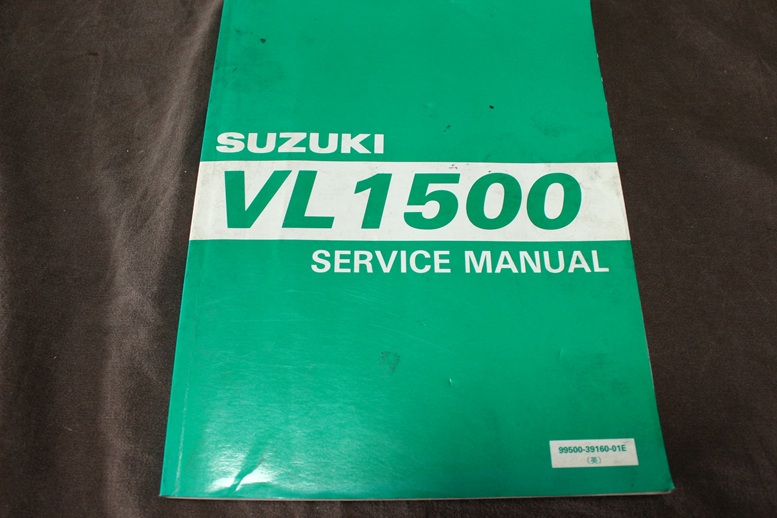 SUZUKI
VL1500
SERVICE MANUAL
99500-39160-01E
(英)